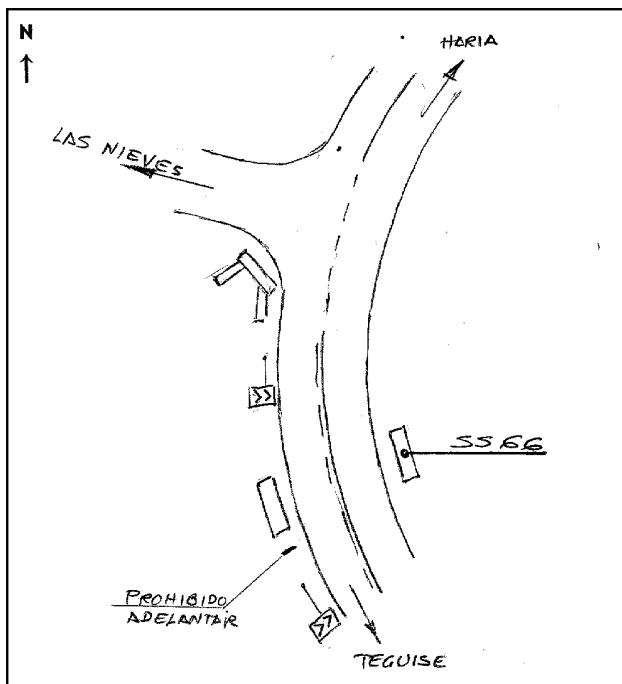 N
HARIA
LAS NIEVES
SS 66
PROHIBIDO
ADELANTAR
TEGUISE